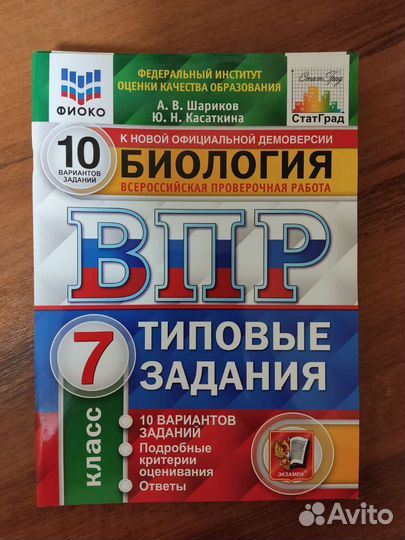 ФИОКО
ФЕДЕРАЛЬНЫЙ ИНСТИТУТ
ОЦЕНКИ КАЧЕСТВА ОБРАЗОВАНИЯ
А. В. Шариков
Ю. Н. Касаткина
СтатГрад
СтатГрад
10
ВАРИАНТОВ
ЗАДАНИЙ
К НОВОЙ ОФИЦИАЛЬНОЙ ДЕМОВЕРСИИ
БИОЛОГИЯ
ВСЕРОССИЙСКАЯ ПРОВЕРОЧНАЯ РАБОТА
ВПР
7
класс
ТИПОВЫЕ
ЗАДАНИЯ
10 ВАРИАНТОВ
ЗАДАНИЙ
Подробные
критерии
оценивания
Ответы
ЭКЗАМЕН
Avito